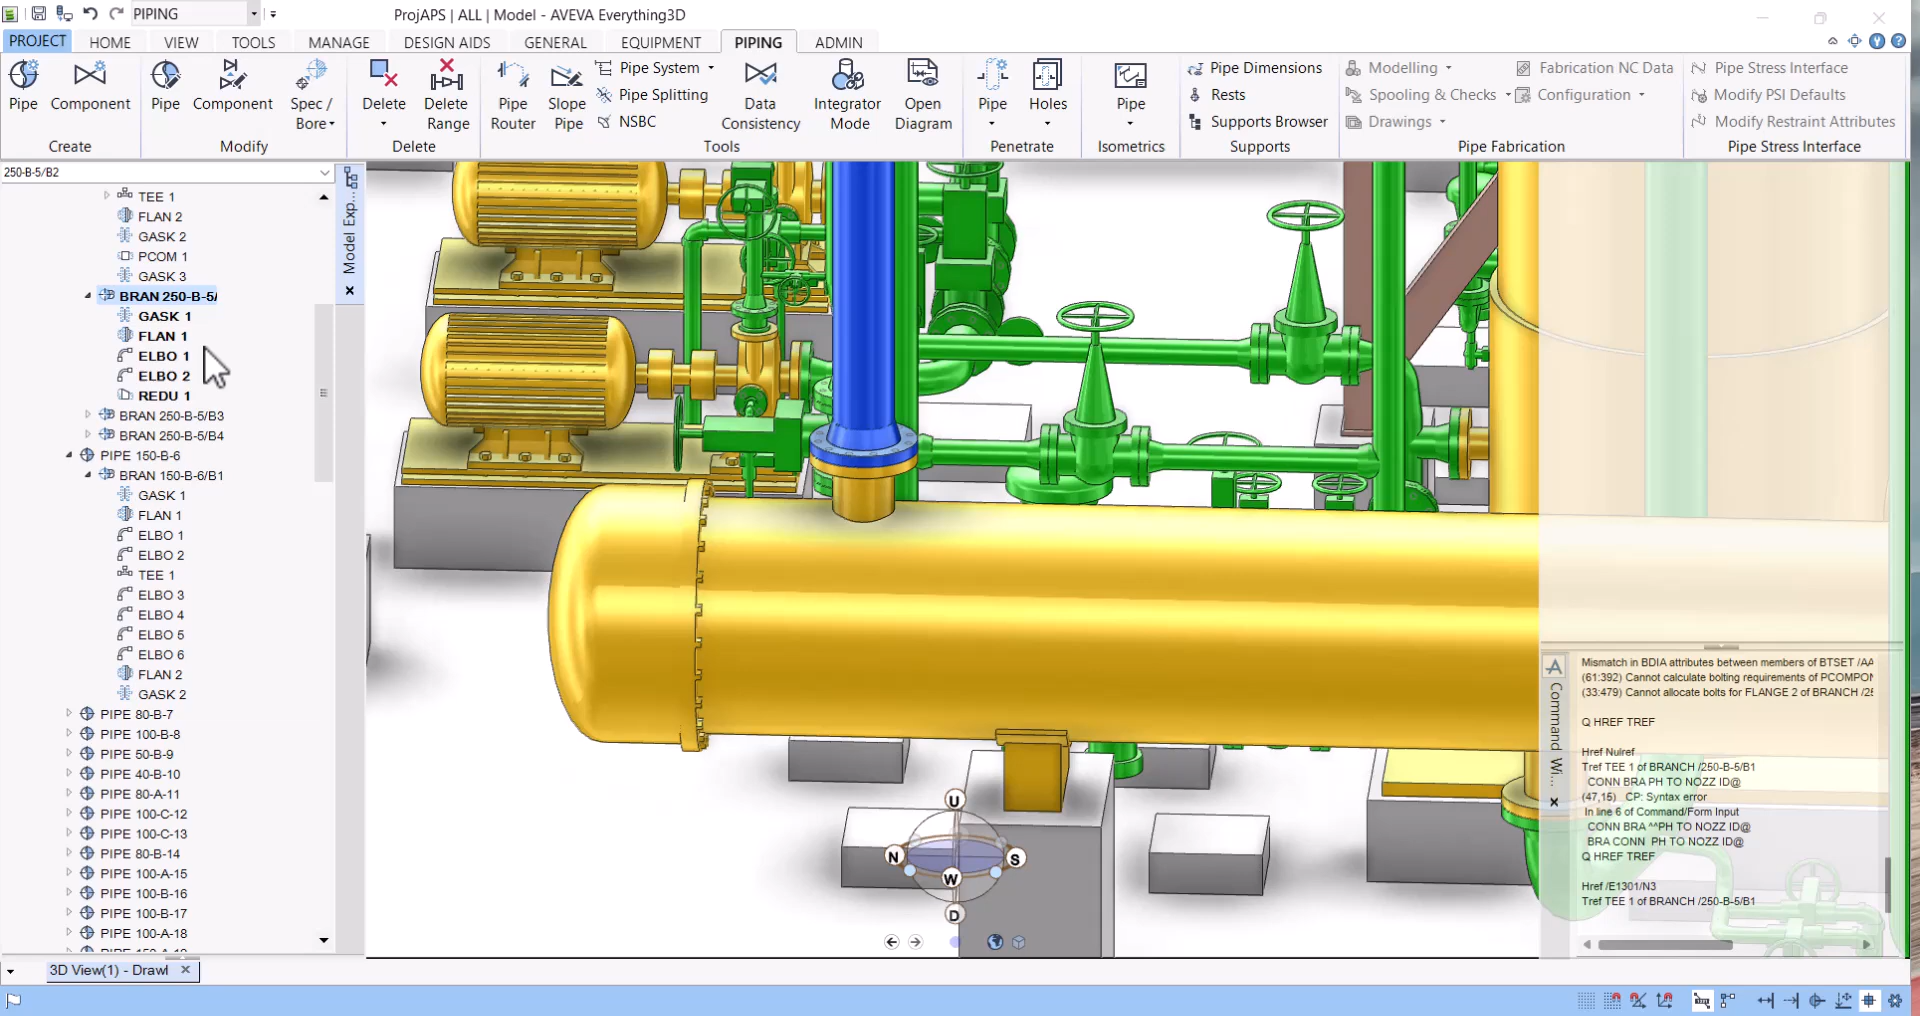 PIPING
ProjAPS | ALL | Model - AVEVA Everything3D
PROJECT
HOME
VIEW
TOOLS
MANAGE
DESIGN AIDS
GENERAL
EQUIPMENT
PIPING
ADMIN
Pipe
Component
Create
Pipe
Component
Spec /
Bore
Modify
Delete
Delete
Range
Delete
Pipe
Router
Slope
Pipe
Pipe System
Pipe Splitting
NSBC
Data
Consistency
Integrator
Mode
Open
Diagram
Tools
Pipe
Holes
Penetrate
Pipe
Isometrics
Pipe Dimensions
Rests
Supports Browser
Supports
Modelling
Spooling & Checks
Drawings
Fabrication NC Data
Configuration
Pipe Fabrication
Pipe Stress Interface
Modify PSI Defaults
Modify Restraint Attributes
Pipe Stress Interface
250-B-5/B2
Model Exp...
TEE 1
FLAN 2
GASK 2
PCOM 1
GASK 3
BRAN 250-B-5/
GASK 1
FLAN 1
ELBO 1
ELBO 2
REDU 1
BRAN 250-B-5/B3
BRAN 250-B-5/B4
PIPE 150-B-6
BRAN 150-B-6/B1
GASK 1
FLAN 1
ELBO 1
ELBO 2
TEE 1
ELBO 3
ELBO 4
ELBO 5
ELBO 6
FLAN 2
GASK 2
PIPE 80-B-7
PIPE 100-B-8
PIPE 50-B-9
PIPE 40-B-10
PIPE 80-A-11
PIPE 100-C-12
PIPE 100-C-13
PIPE 80-B-14
PIPE 100-A-15
PIPE 100-B-16
PIPE 100-B-17
PIPE 100-A-18
U
N
S
W
D
Command Wi...
Mismatch in BDIA attributes between members of BTSET /AA
(61:392) Cannot calculate bolting requirements of PCOMPON
(33:479) Cannot allocate bolts for FLANGE 2 of BRANCH /2
Q HREF TREF
Href Nulref
Tref TEE 1 of BRANCH /250-B-5/B1
CONN BRA PH TO NOZZ ID@
(47,15) CP: Syntax error
In line 6 of Command/Form Input
CONN BRA ^^PH TO NOZZ ID@
BRA CONN PH TO NOZZ ID@
Q HREF TREF
Href /E1301/N3
Tref TEE 1 of BRANCH /250-B-5/B1
3D View(1) - Drawl